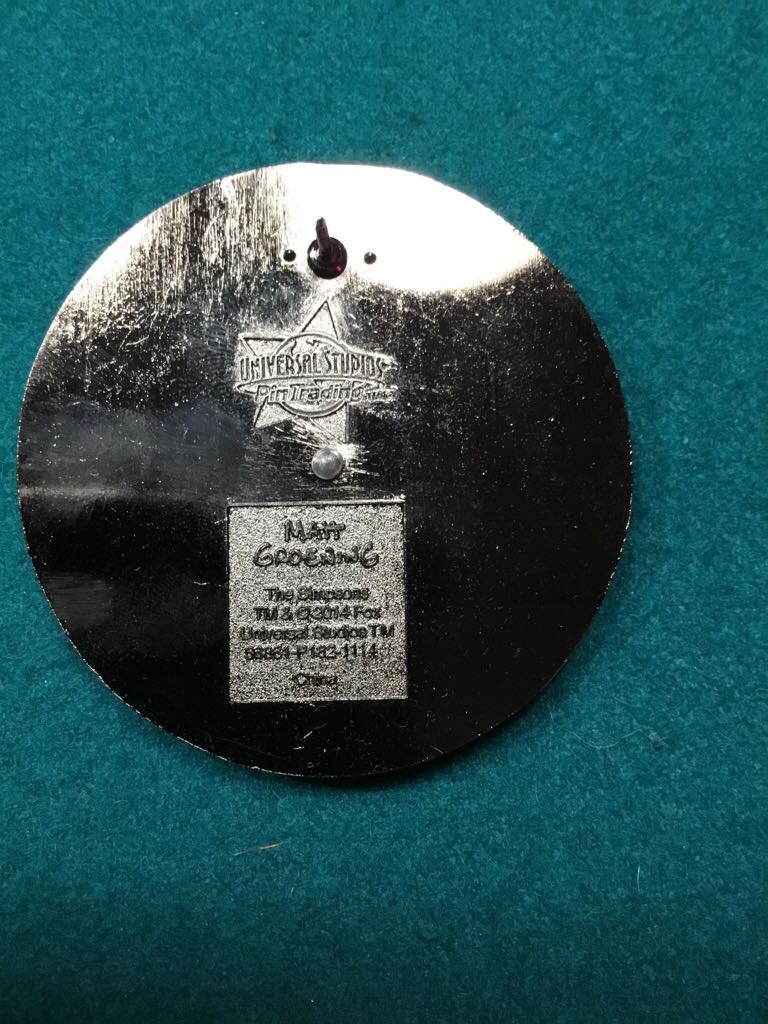 UNIVERSAL STUDIOS
Pin Trading
MATT
GROENING
The Simpsons
TM & © 2014 Fox
Universal Studios TM
China